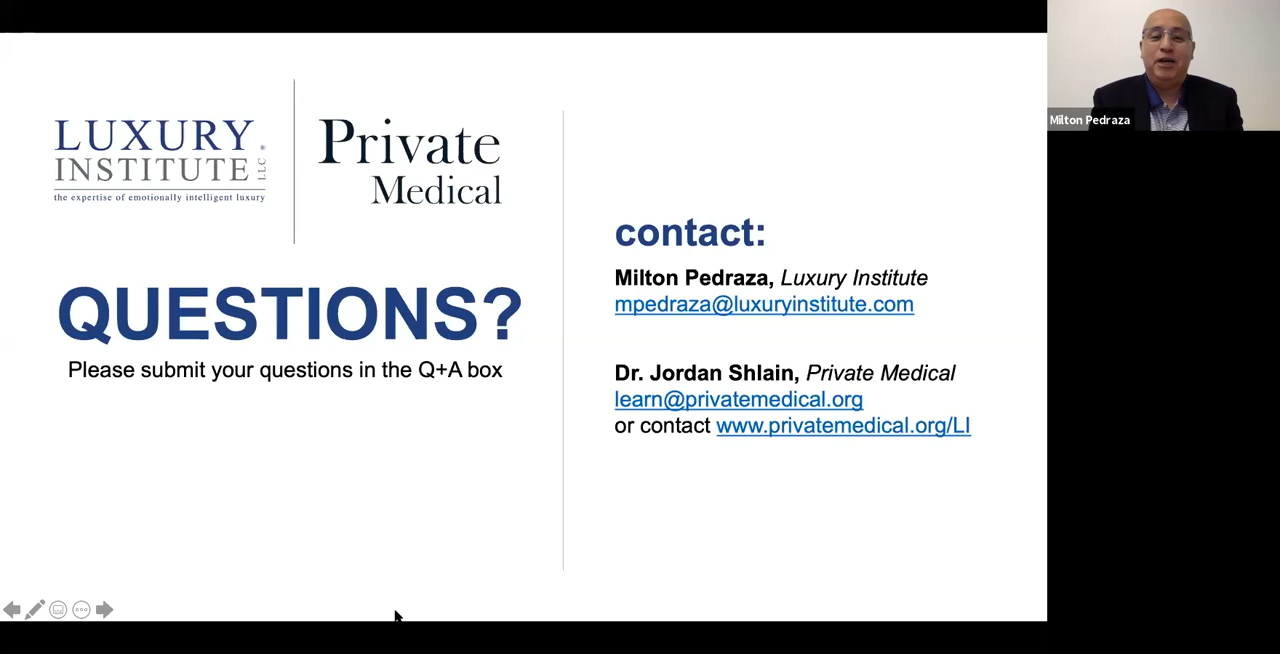 LUXURY
INSTITUTE LLC
the expertise of emotionally intelligent luxury
Private
Medical
QUESTIONS?
Please submit your questions in the Q+A box
contact:
Milton Pedraza, Luxury Institute
mpedraza@luxuryinstitute.com
Dr. Jordan Shlain, Private Medical
learn@privatemedical.org
or contact www.privatemedical.org/LI
Milton Pedraza